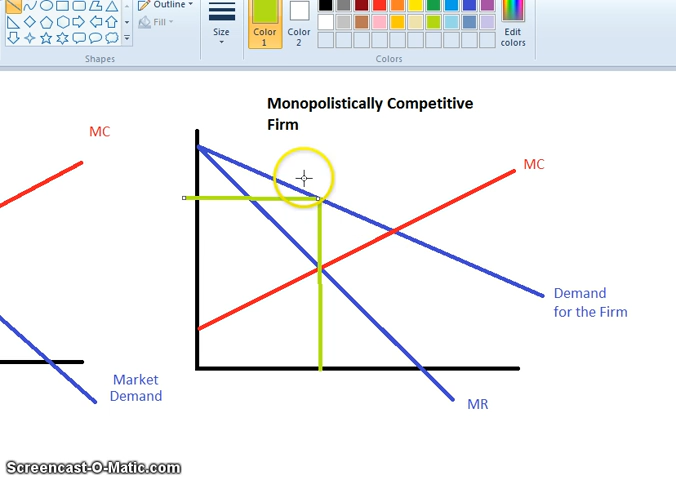 Outline
Fill
Size
Color
1
Color
2
Edit
colors
Shapes
Colors
Monopolistically Competitive
Firm
MC
MC
Demand
for the Firm
Market
Demand
MR
Screencast-O-Matic.com